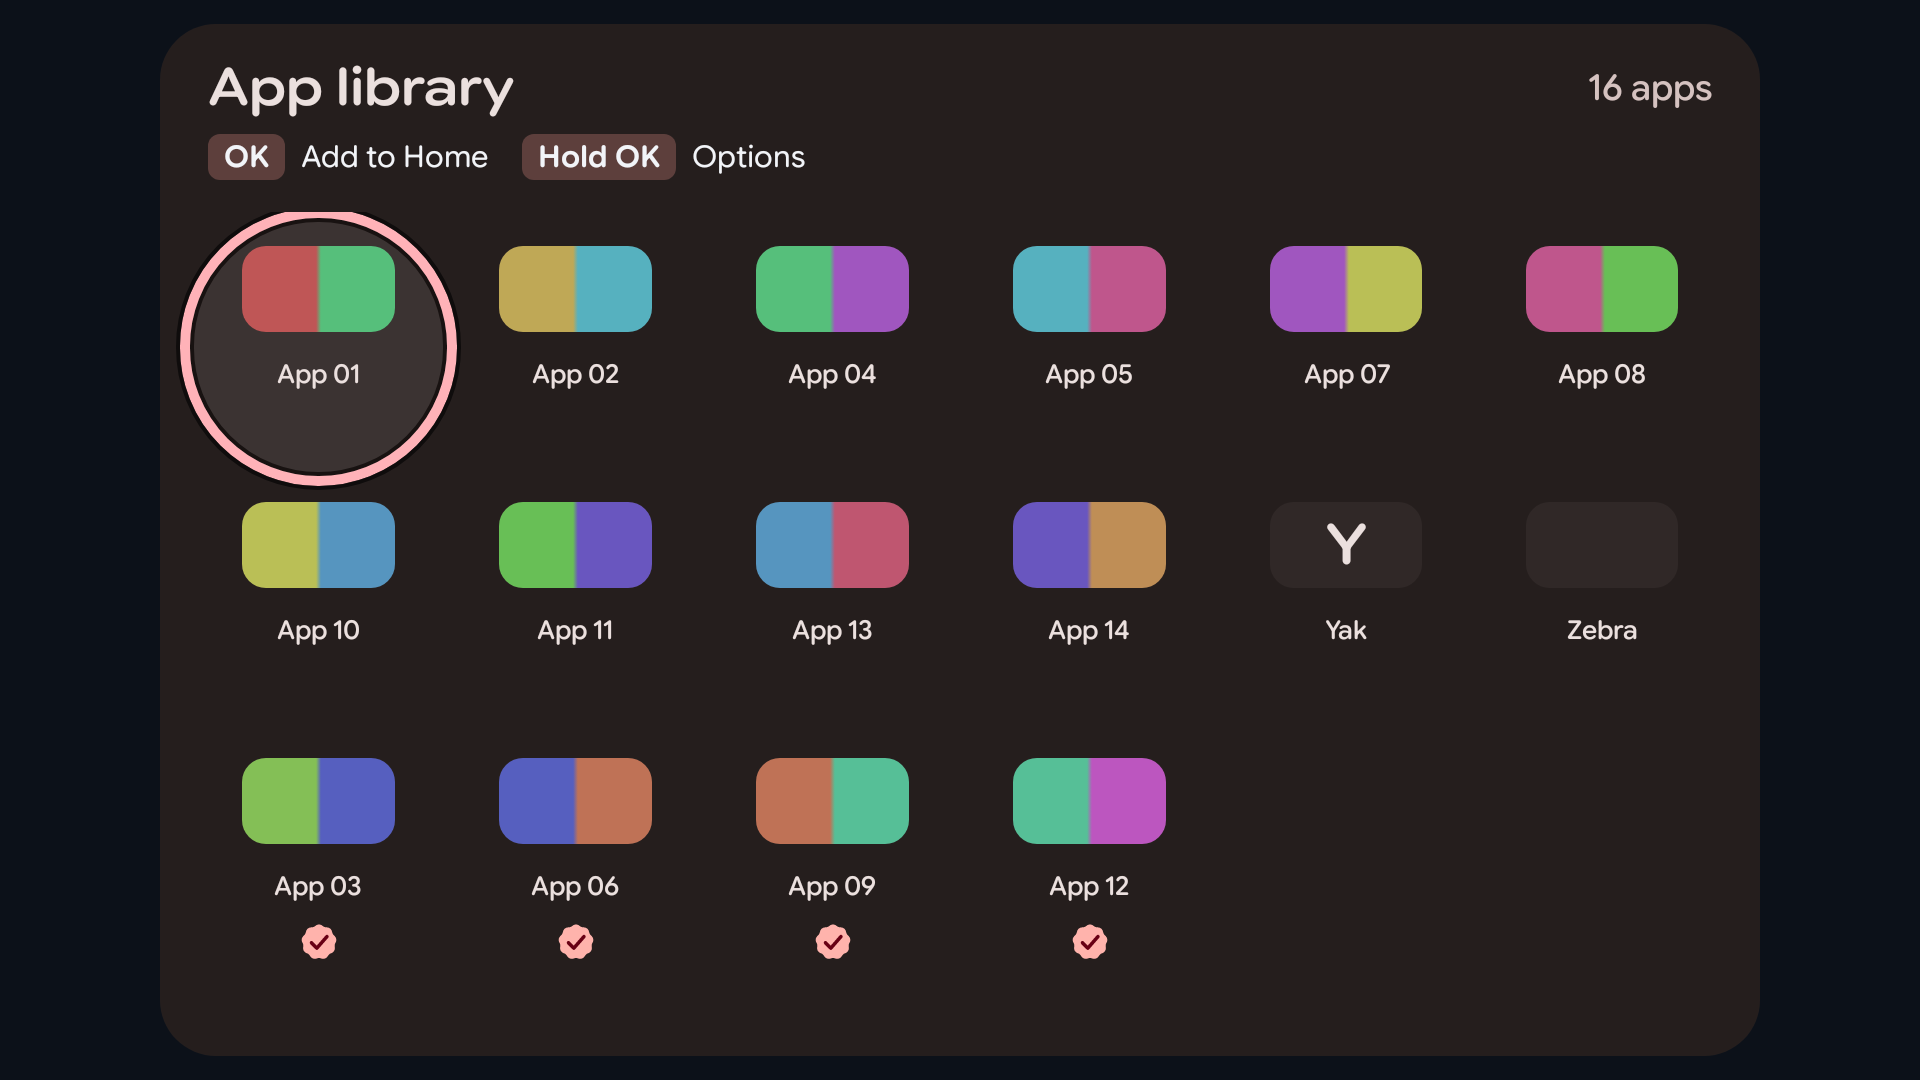 App library
16 apps
OK Add to Home Hold OK Options
App 01 App 02 App 04 App 05 App 07 App 08
Y
App 10 App 11 App 13 App 14 Yak Zebra
App 03 App 06 App 09 App 12